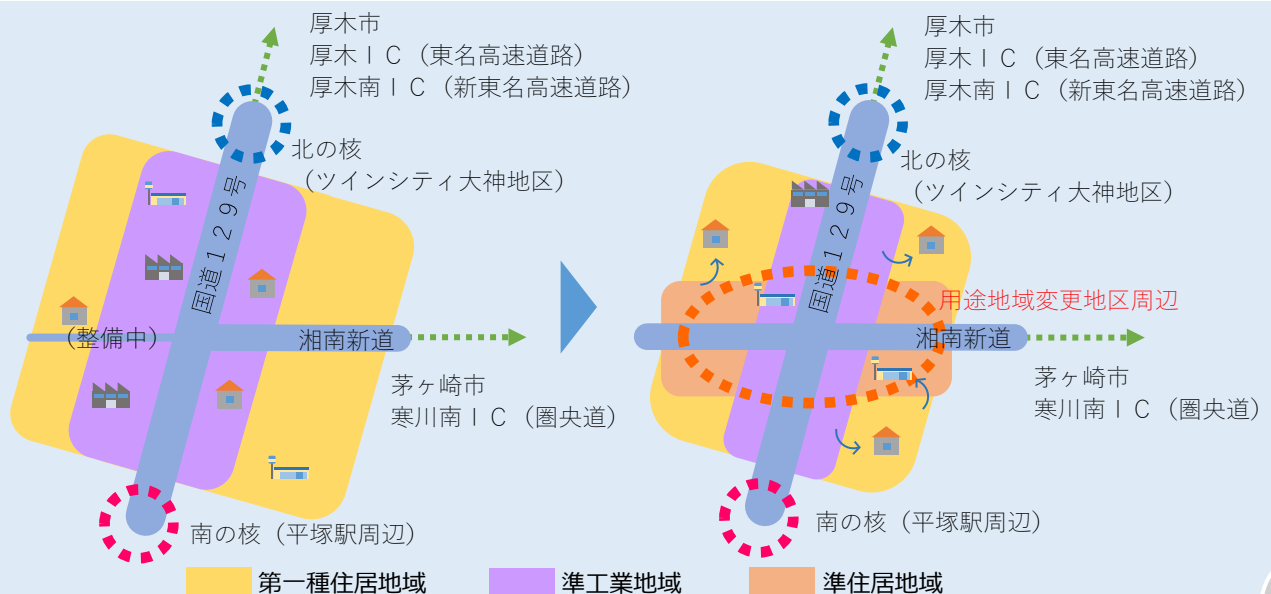 厚木市
厚木ＩＣ（東名高速道路）
厚木南ＩＣ（新東名高速道路）
北の核
（ツインシティ大神地区）
国道１２９号
（整備中）
湘南新道
茅ヶ崎市
寒川南ＩＣ（圏央道）
南の核（平塚駅周辺）
厚木市
厚木ＩＣ（東名高速道路）
厚木南ＩＣ（新東名高速道路）
北の核
（ツインシティ大神地区）
国道１２９号
用途地域変更地区周辺
湘南新道
茅ヶ崎市
寒川南ＩＣ（圏央道）
南の核（平塚駅周辺）
第一種住居地域
準工業地域
準住居地域